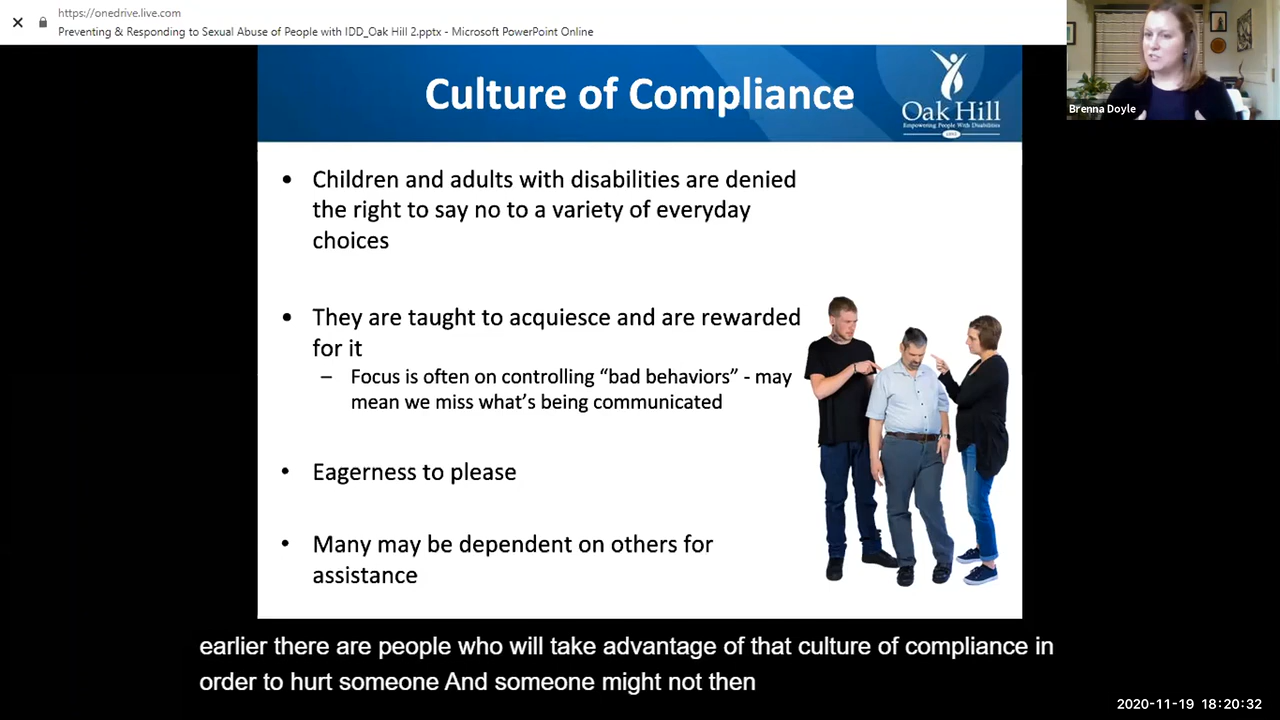 https://onedrive.live.com
Preventing & Responding to Sexual Abuse of People with IDD_Oak Hill 2.pptx - Microsoft PowerPoint Online
Brenna Doyle
Culture of Compliance
Oak Hill
Empowering People With Disabilities
• Children and adults with disabilities are denied
the right to say no to a variety of everyday
choices
• They are taught to acquiesce and are rewarded
for it
– Focus is often on controlling “bad behaviors” - may
mean we miss what’s being communicated
• Eagerness to please
• Many may be dependent on others for
assistance
earlier there are people who will take advantage of that culture of compliance in
order to hurt someone And someone might not then
2020-11-19 18:20:32